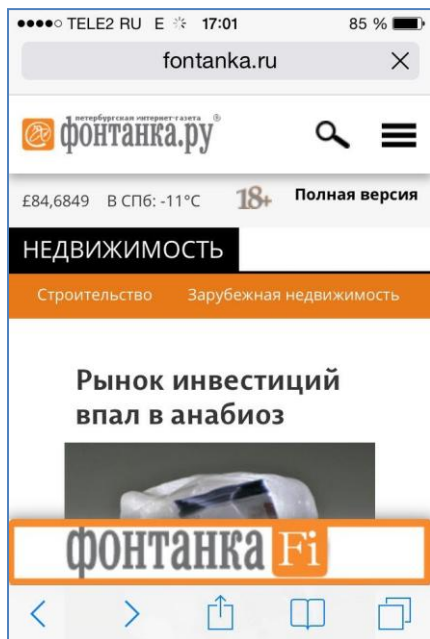 TELE2 RU E 17:01 85 %
fontanka.ru
петербургская интернет-газета ®
фонтанка.ру
£84,6849 В СПб: -11°C 18+ Полная версия
НЕДВИЖИМОСТЬ
Строительство Зарубежная недвижимость
Рынок инвестиций
впал в анабиоз
фонтанка Fi